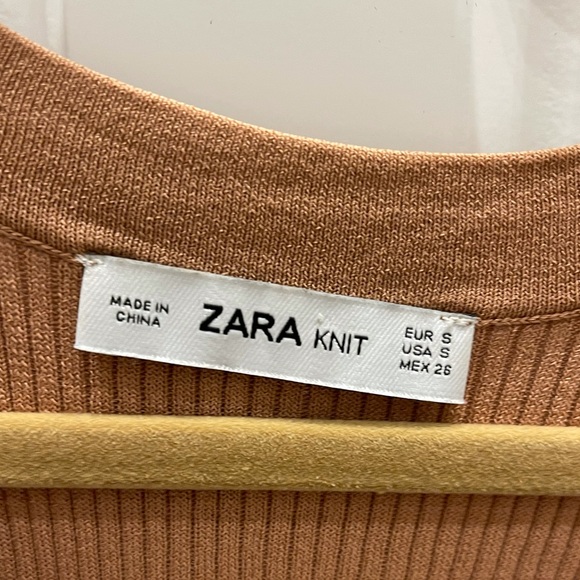 MADE IN
CHINA
ZARA KNIT
EUR S
USA S
MEX 26